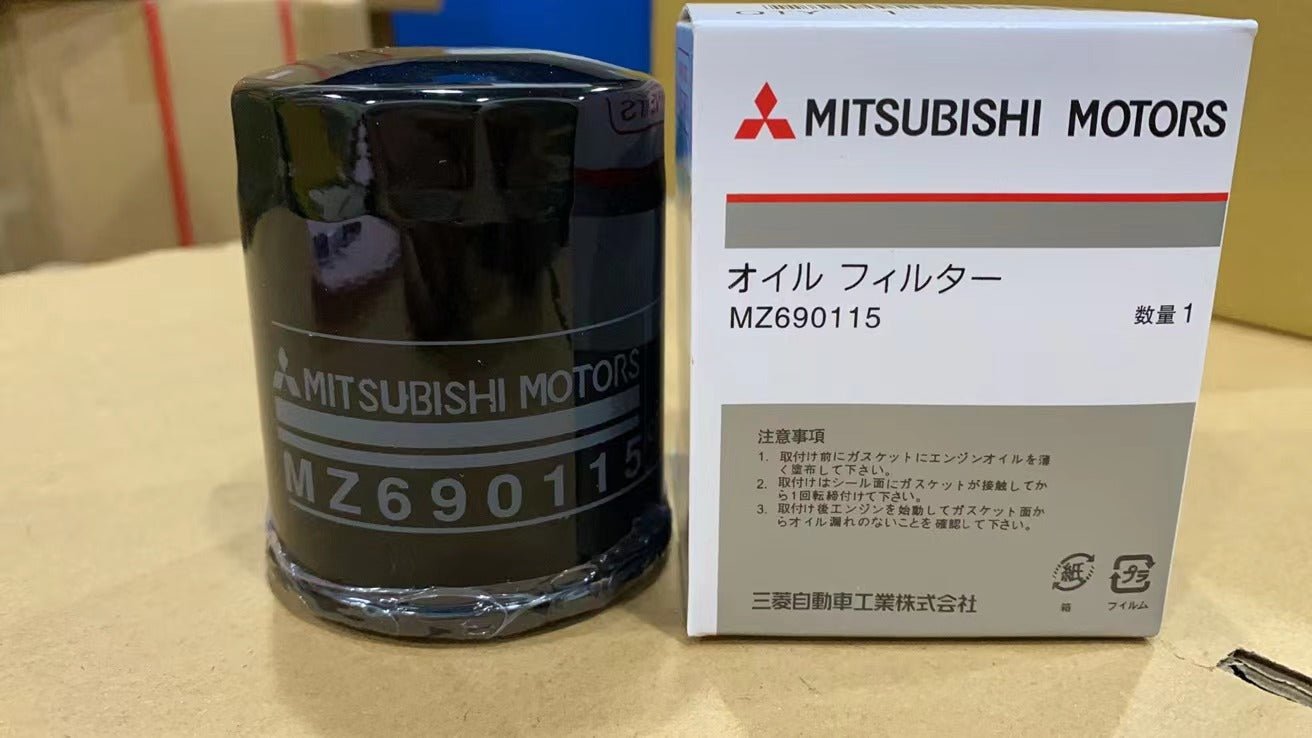 MITSUBISHI MOTORS
MZ690115
MITSUBISHI MOTORS
オイル フィルター
MZ690115
数量 1
注意事項
1. 取付け前にガスケットにエンジンオイルを薄
く塗布して下さい。
2. 取付けはシール面にガスケットが接触してか
ら1回転締付けて下さい。
3. 取付け後エンジンを始動してガスケット面か
らオイル漏れのないことを確認して下さい。
紙
プラ
箱
フイルム
三菱自動車工業株式会社